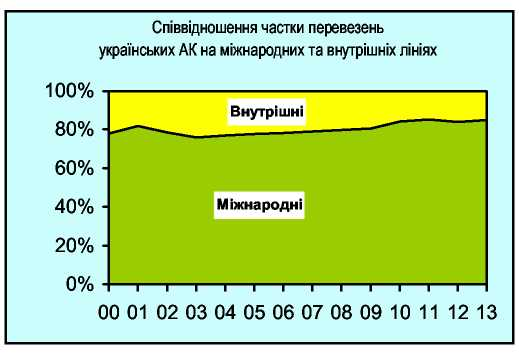 Співвідношення частки перевезень
українських АК на міжнародних та внутрішніх лініях
100%
Внутрішні
80%
60%
Міжнародні
40%
20%
0%
00 01 02 03 04 05 06 07 08 09 10 11 12 13